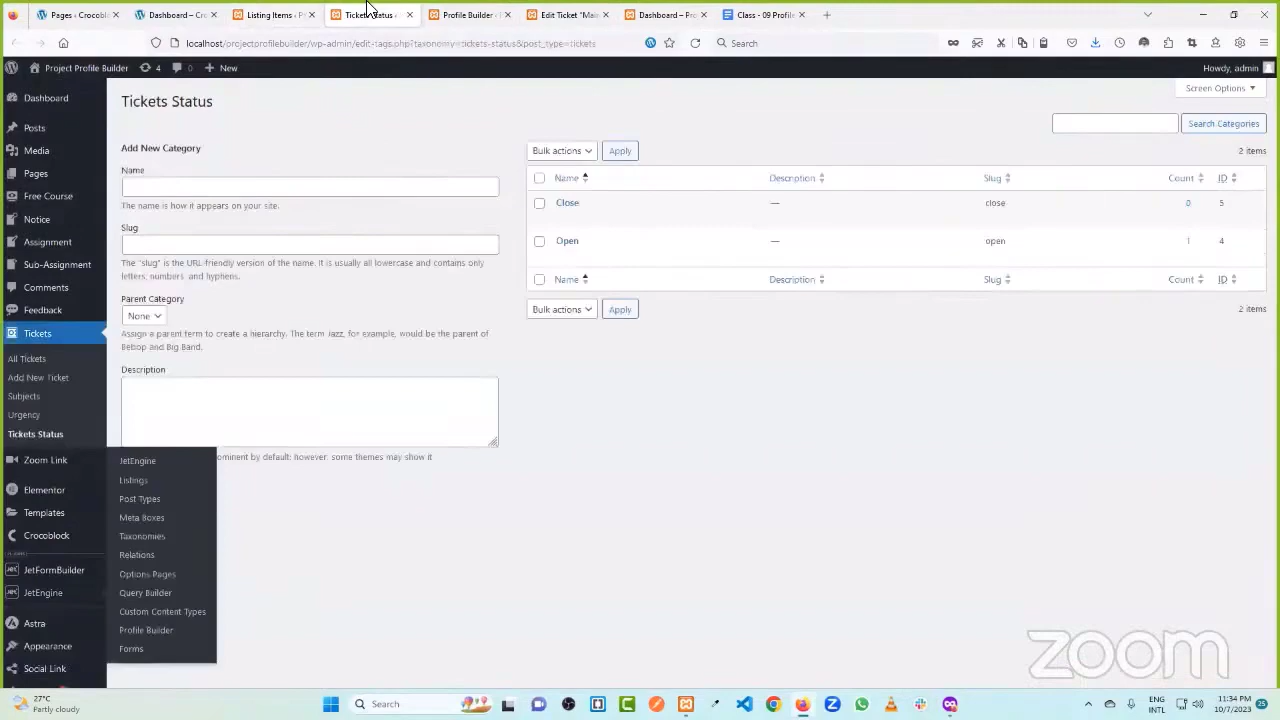 Pages ‹ Crocobl
Dashboard ‹ Cro
Listing Items ‹ P
Tickets Status ‹
Profile Builder ‹
Edit Ticket "Main
Dashboard ‹ Pro
Class - 09 Profile
localhost/projectprofilebuilder/wp-admin/edit-tags.php?taxonomy=tickets-status&post_type=tickets
Search
Project Profile Builder
4
0
New
Howdy, admin
Dashboard
Posts
Media
Pages
Free Course
Notice
Assignment
Sub-Assignment
Comments
Feedback
Tickets
All Tickets
Add New Ticket
Subjects
Urgency
Tickets Status
Zoom Link
Elementor
Templates
Crocoblock
JetFormBuilder
JetEngine
Astra
Appearance
Social Link
JetEngine
Listings
Post Types
Meta Boxes
Taxonomies
Relations
Options Pages
Query Builder
Custom Content Types
Profile Builder
Forms
Tickets Status
Screen Options
Search Categories
Add New Category
Name
The name is how it appears on your site.
Slug
The "slug" is the URL-friendly version of the name. It is usually all lowercase and contains only
letters, numbers, and hyphens.
Parent Category
None
Assign a parent term to create a hierarchy. The term Jazz, for example, would be the parent of
Bebop and Big Band.
Description
ominent by default; however, some themes may show it
Bulk actions
Apply
2 items
Name
Description
Slug
Count
ID
Close
—
close
0
5
Open
—
open
1
4
Name
Description
Slug
Count
ID
Bulk actions
Apply
2 items
zoom
27°C
Partly cloudy
Search
ENG
INTL
11:34 PM
10/7/2023